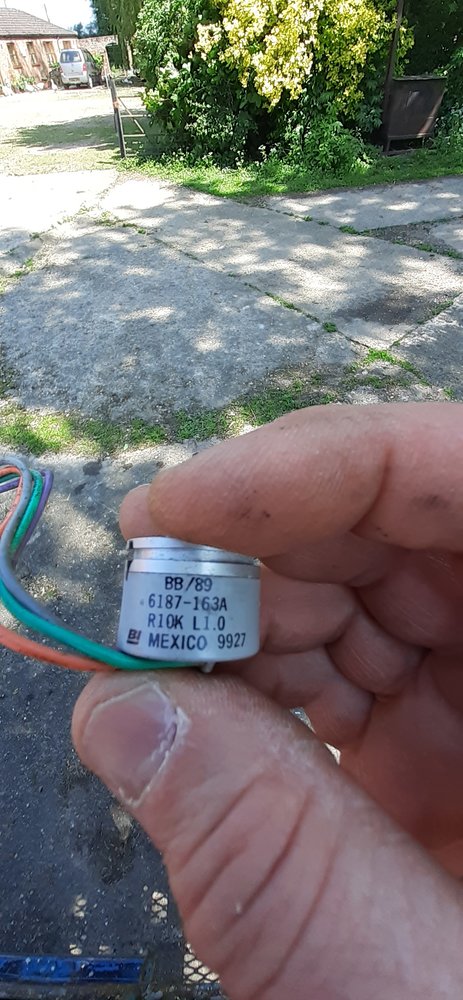 BB/89
6187-163A
R10K L1.0
BI MEXICO 9927